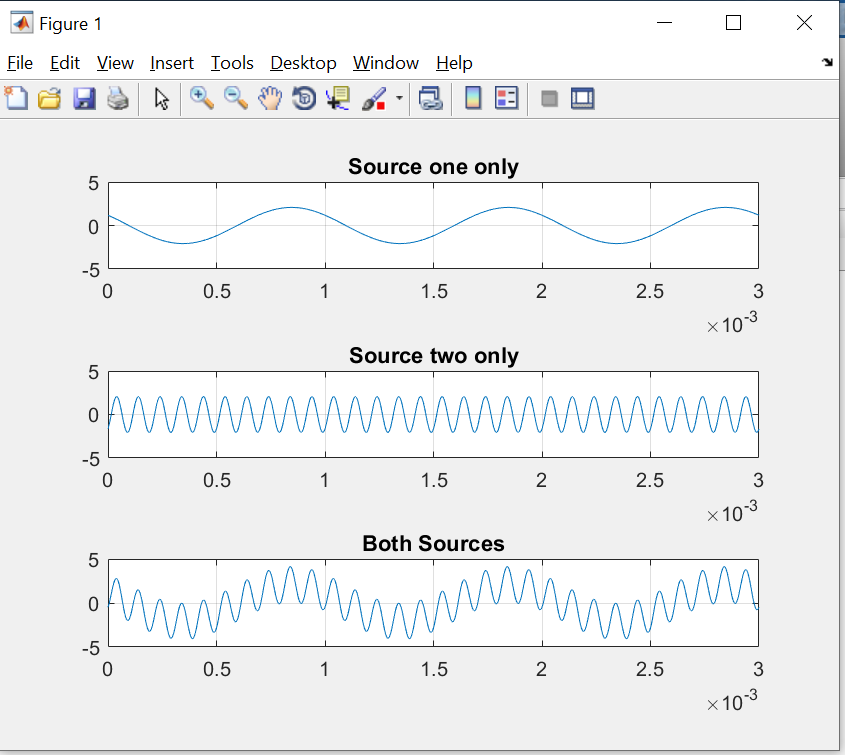 Figure 1
File Edit View Insert Tools Desktop Window Help
Source one only
5
0
-5
0 0.5 1 1.5 2 2.5 3
×10-3
Source two only
5
0
-5
0 0.5 1 1.5 2 2.5 3
×10-3
Both Sources
5
0
-5
0 0.5 1 1.5 2 2.5 3
×10-3